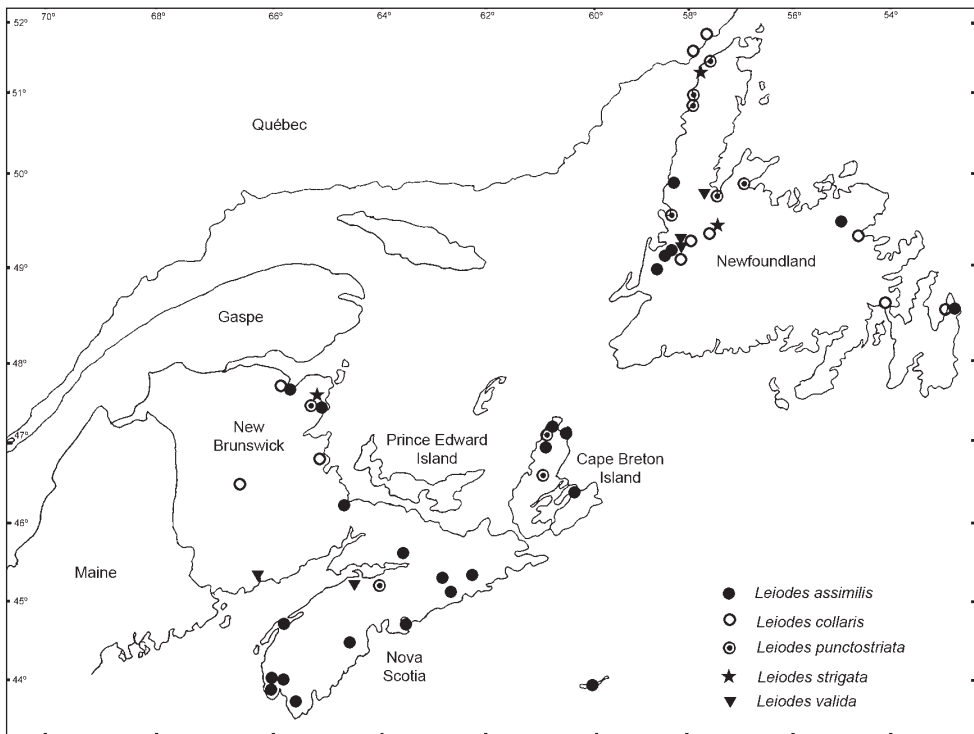 70° 68° 66° 64° 62° 60° 58° 56° 54°
52°
51°
Québec
50°
Newfoundland
49°
Gaspe
48°
New
Brunswick
47°
Prince Edward
Island
Cape Breton
Island
46°
Maine
45°
Leiodes assimilis
Leiodes collaris
Leiodes punctostriata
Leiodes strigata
Leiodes valida
Nova
Scotia
44°